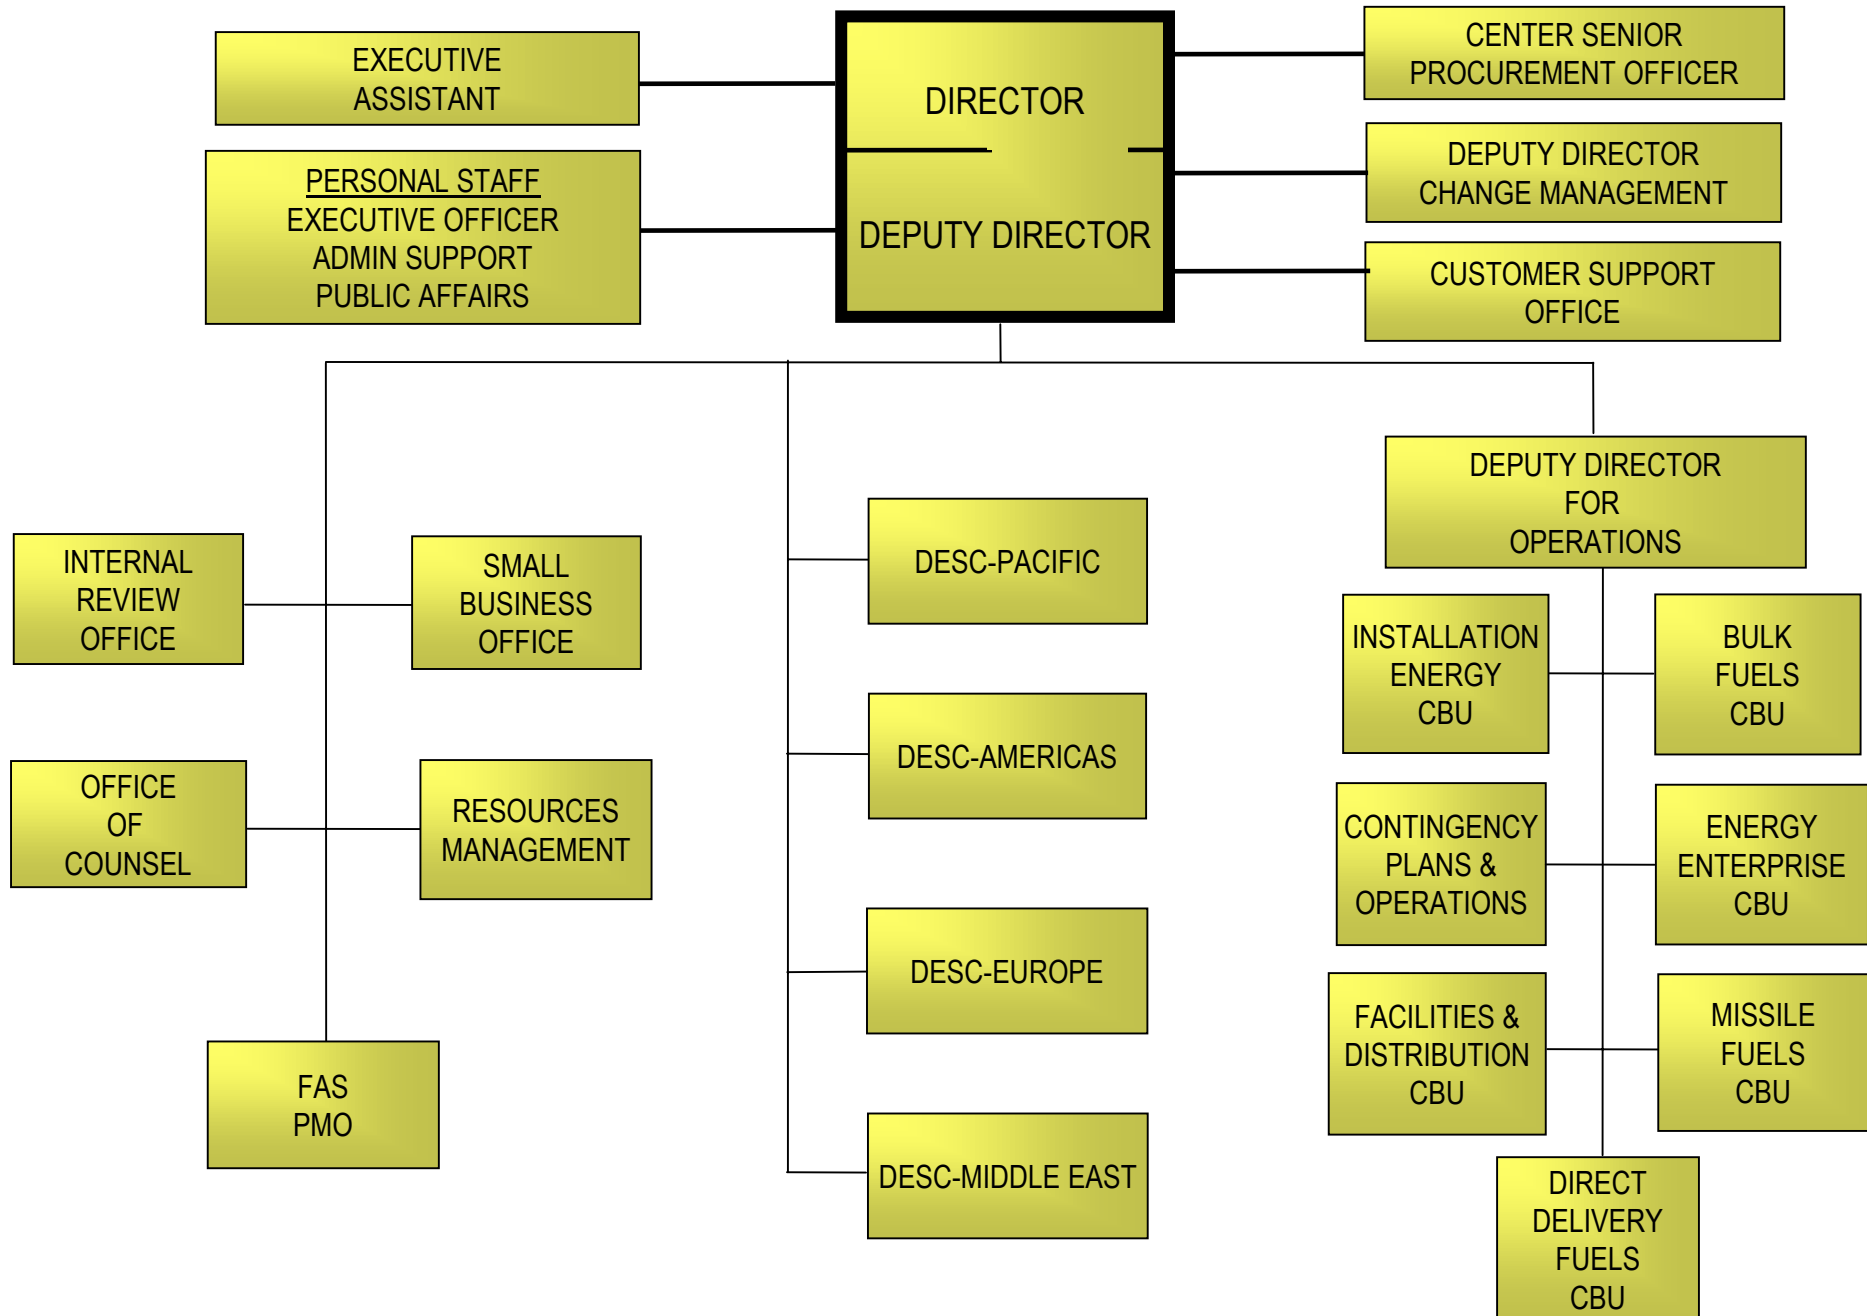 EXECUTIVE
ASSISTANT
PERSONAL STAFF
EXECUTIVE OFFICER
ADMIN SUPPORT
PUBLIC AFFAIRS
DIRECTOR
DEPUTY DIRECTOR
CENTER SENIOR
PROCUREMENT OFFICER
DEPUTY DIRECTOR
CHANGE MANAGEMENT
CUSTOMER SUPPORT
OFFICE
INTERNAL
REVIEW
OFFICE
SMALL
BUSINESS
OFFICE
OFFICE
OF
COUNSEL
RESOURCES
MANAGEMENT
FAS
PMO
DESC-PACIFIC
DESC-AMERICAS
DESC-EUROPE
DESC-MIDDLE EAST
DEPUTY DIRECTOR
FOR
OPERATIONS
INSTALLATION
ENERGY
CBU
BULK
FUELS
CBU
CONTINGENCY
PLANS &
OPERATIONS
ENERGY
ENTERPRISE
CBU
FACILITIES &
DISTRIBUTION
CBU
MISSILE
FUELS
CBU
DIRECT
DELIVERY
FUELS
CBU